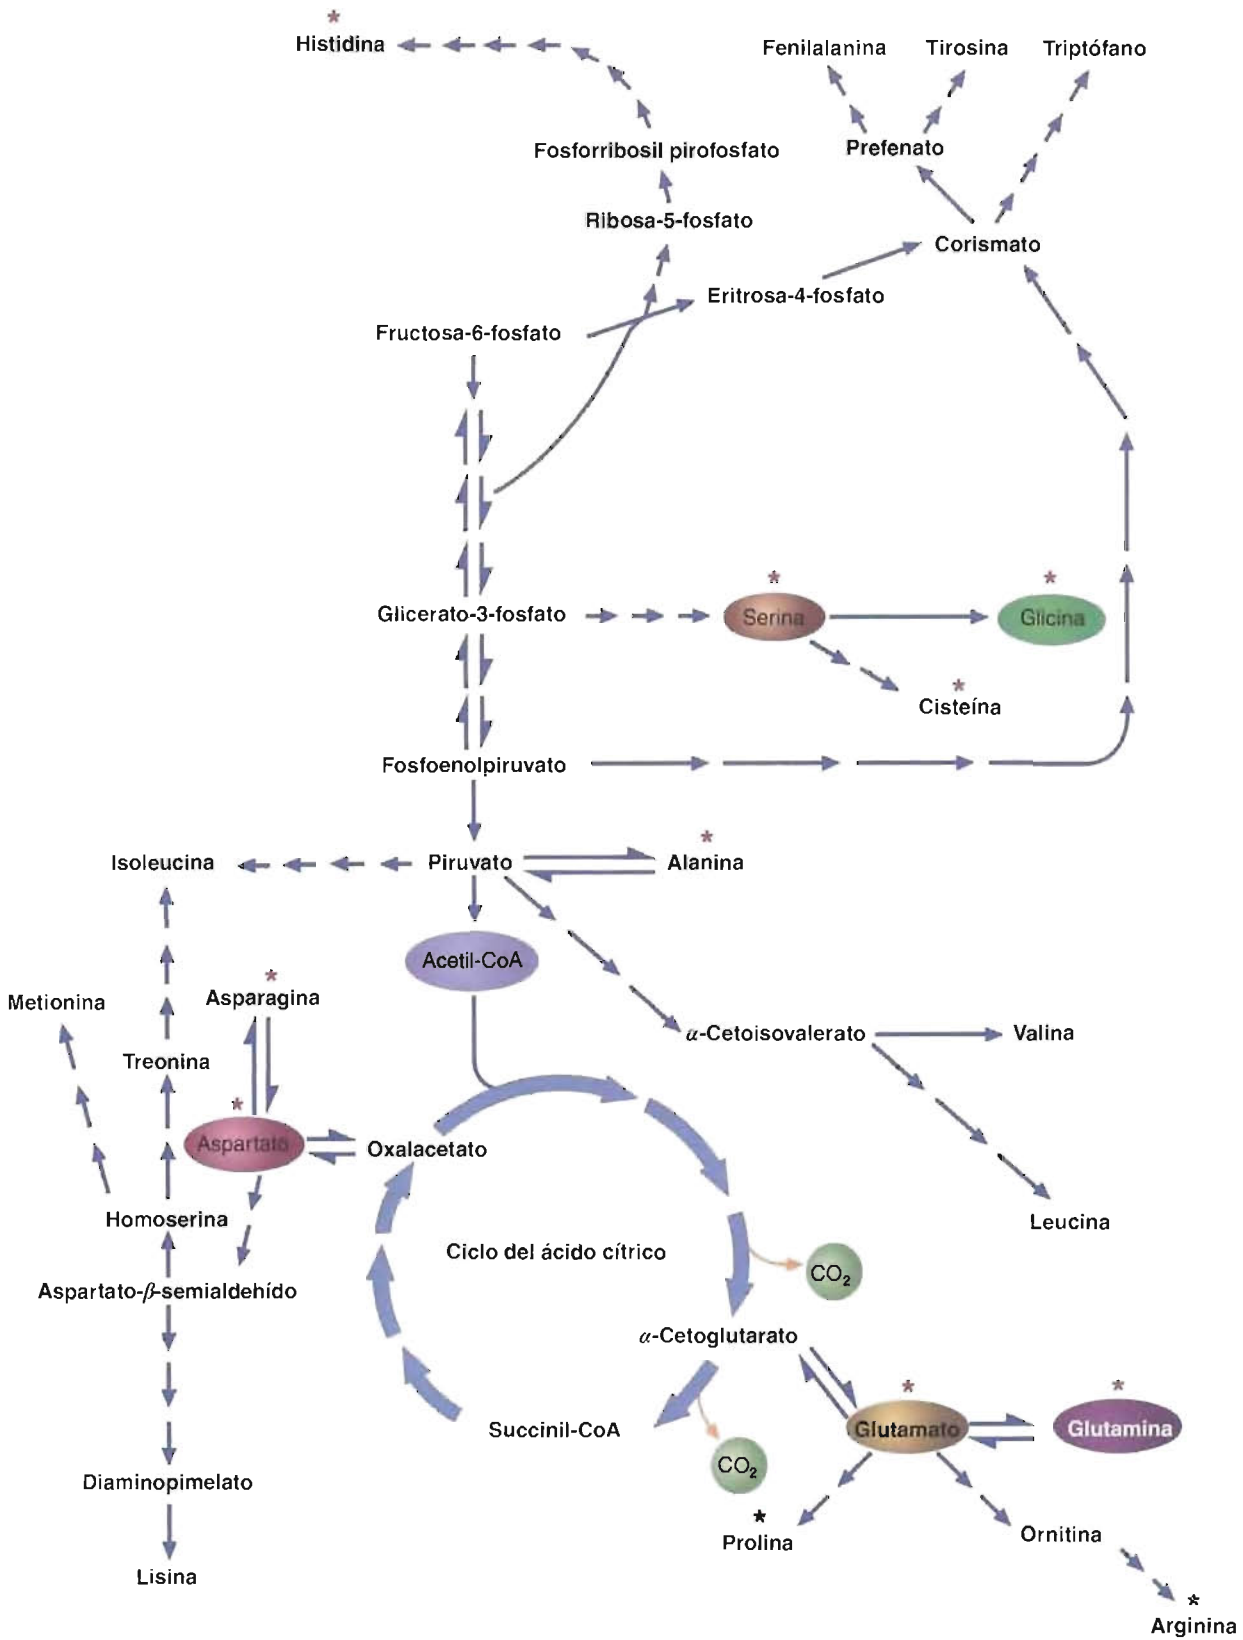 *
Histidina
Fenilalanina
Tirosina
Triptófano
Fosforribosil pirofosfato
Prefenato
Ribosa-5-fosfato
Corismato
Eritrosa-4-fosfato
Fructosa-6-fosfato
*
*
Glicerato-3-fosfato
Serina
Glicina
*
Cisteína
Fosfoenolpiruvato
*
Isoleucina
Piruvato
Alanina
Acetil-CoA
*
Metionina
Asparagina
α-Cetoisovalerato
Valina
Treonina
*
Aspartato
Oxalacetato
Homoserina
Leucina
Ciclo del ácido cítrico
CO2
Aspartato-β-semialdehído
α-Cetoglutarato
*
*
Succinil-CoA
Glutamato
Glutamina
CO2
Diaminopimelato
*
Prolina
Ornitina
Lisina
*
Arginina